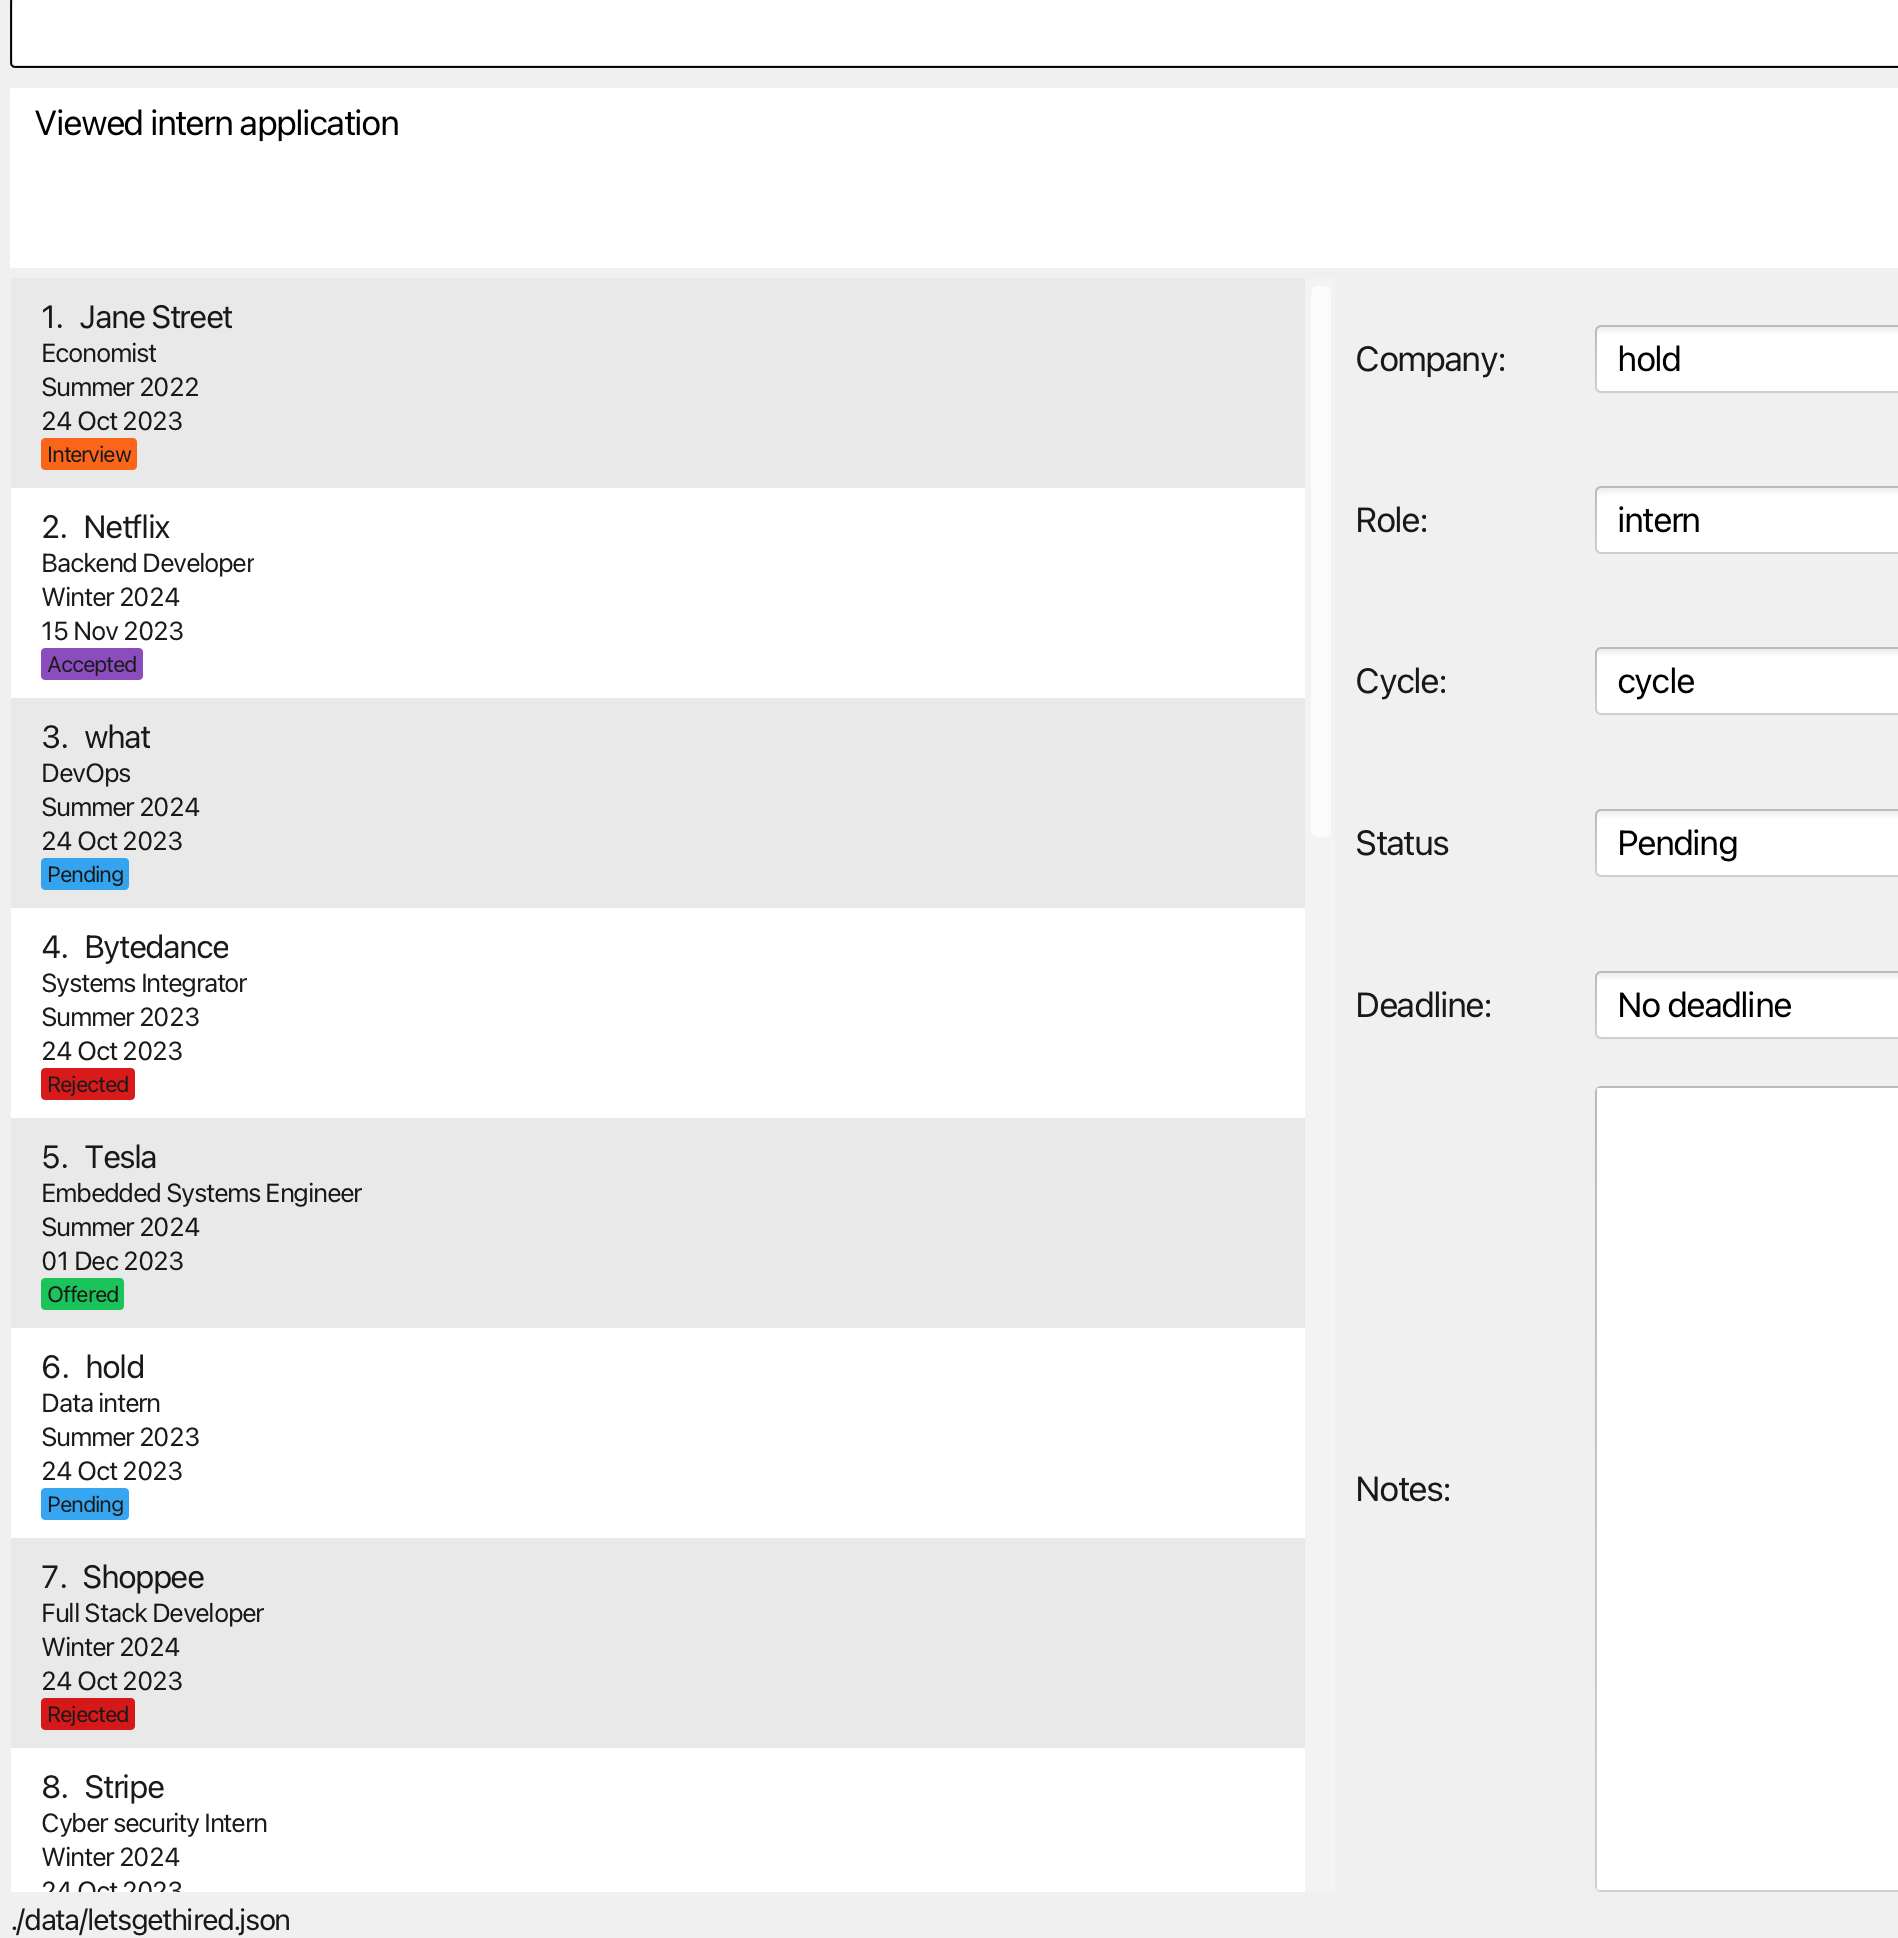 Viewed intern application
1. Jane Street
Economist
Summer 2022
24 Oct 2023
Interview
2. Netflix
Backend Developer
Winter 2024
15 Nov 2023
Accepted
3. what
DevOps
Summer 2024
24 Oct 2023
Pending
4. Bytedance
Systems Integrator
Summer 2023
24 Oct 2023
Rejected
5. Tesla
Embedded Systems Engineer
Summer 2024
01 Dec 2023
Offered
6. hold
Data intern
Summer 2023
24 Oct 2023
Pending
7. Shoppee
Full Stack Developer
Winter 2024
24 Oct 2023
Rejected
8. Stripe
Cyber security Intern
Winter 2024
24 Oct 2023
Company: hold
Role: intern
Cycle: cycle
Status Pending
Deadline: No deadline
Notes:
./data/letsgethired.json